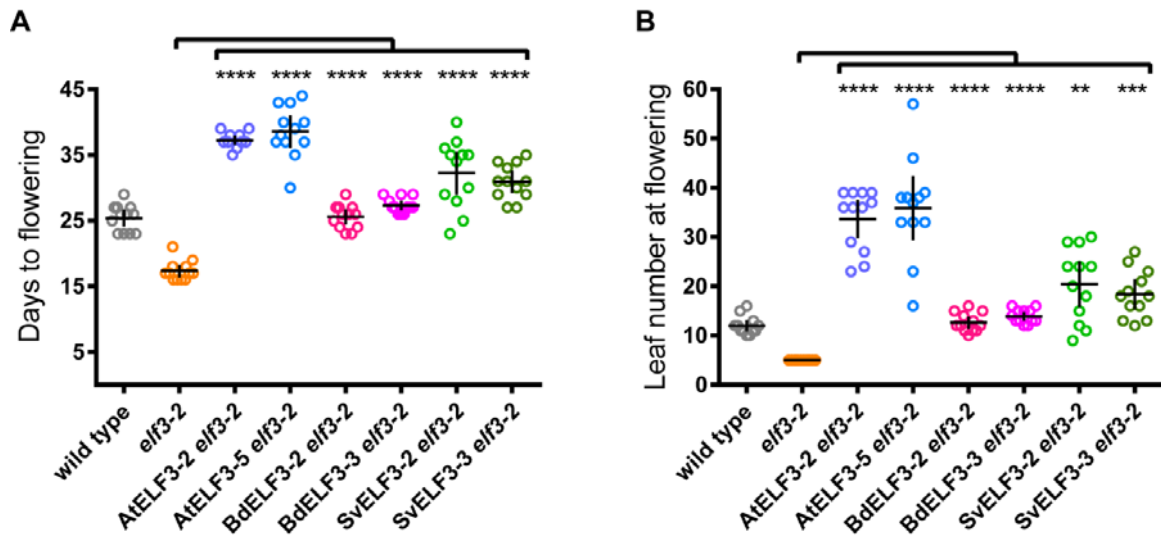 A
**** **** **** **** **** ****
Days to flowering
45
35
25
15
5
wild type
elf3-2
AtELF3-2 elf3-2
AtELF3-5 elf3-2
BdELF3-2 elf3-2
BdELF3-3 elf3-2
SvELF3-2 elf3-2
SvELF3-3 elf3-2
B
**** **** **** **** ** ***
Leaf number at flowering
60
50
40
30
20
10
0
wild type
elf3-2
AtELF3-2 elf3-2
AtELF3-5 elf3-2
BdELF3-2 elf3-2
BdELF3-3 elf3-2
SvELF3-2 elf3-2
SvELF3-3 elf3-2